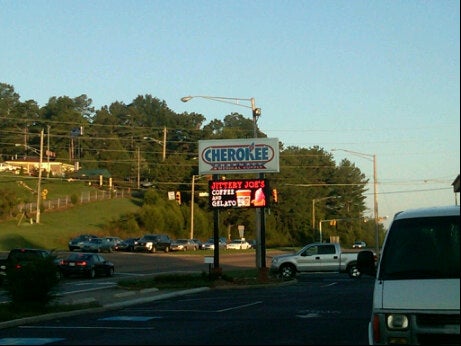 CHEROKEE
JITTERY JOE'S
COFFEE
AND
GELATO